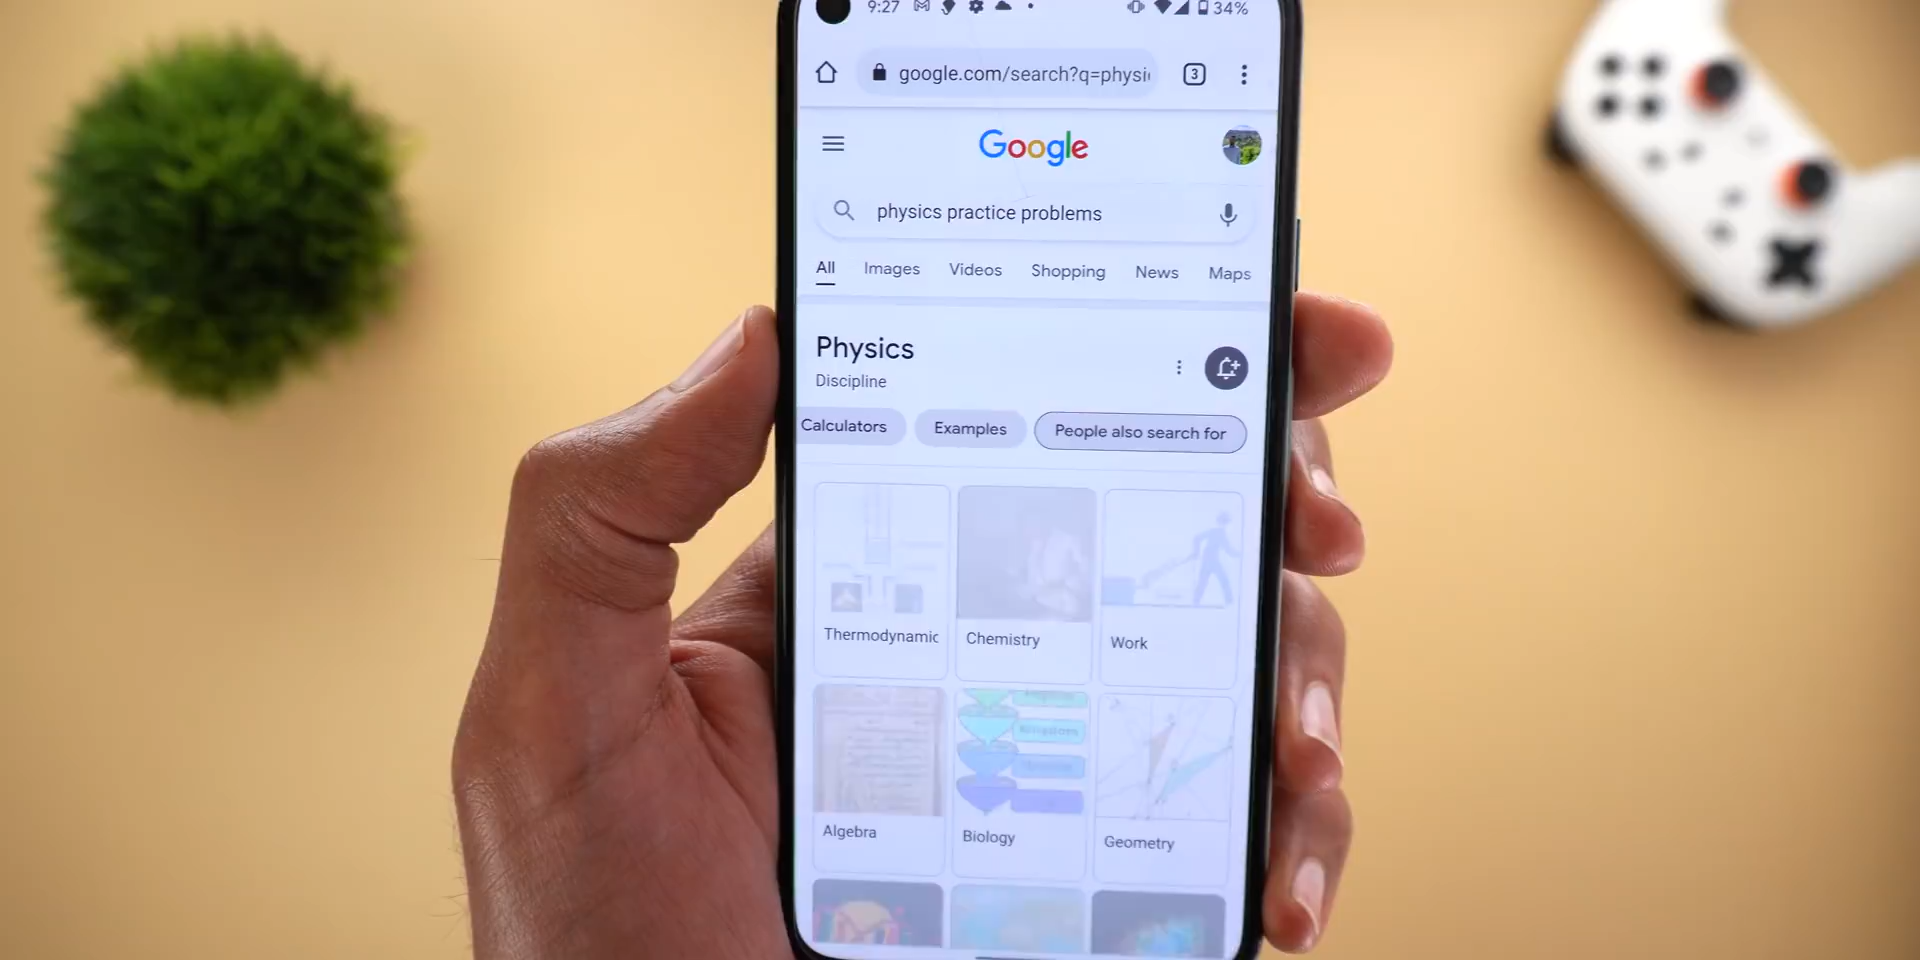 9:27 34%
google.com/search?q=physi
3
Google
physics practice problems
All Images Videos Shopping News Maps
Physics
Discipline
Calculators Examples People also search for
Thermodynamic Chemistry Work
Algebra Biology Geometry